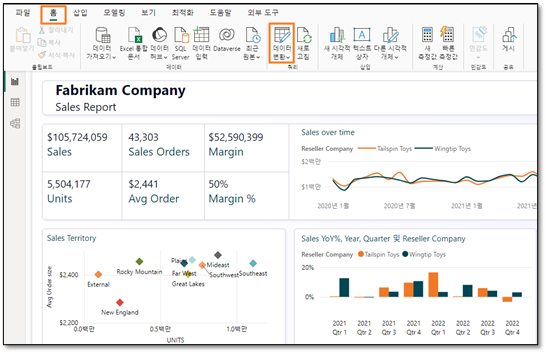 파일 홈 삽입 모델링 보기 최적화 도움말 외부 도구
붙여넣기
잘라내기
복사
서식 복사
데이터 가져오기
Excel 통합 문서
데이터 허브
SQL Server
데이터 입력
Dataverse
최근 원본
데이터 변환
새로 고침
새 시각적 개체
텍스트 상자
다른 시각적 개체
새 측정값
빠른 측정값
민감도
게시
클립보드 데이터 쿼리 삽입 계산 민감도 공유
Fabrikam Company
Sales Report
$105,724,059 43,303 $52,590,399
Sales Sales Orders Margin
5,504,177 $2,441 50%
Units Avg Order Margin %
Sales over time
Reseller Company Tailspin Toys Wingtip Toys
$2백만
$1백만
2020년 1월 2020년 7월 2021년 1월 2021
Sales Territory
Avg Order size
$2,400
$2,200
External
Rocky Mountain
Plains
Far West
Great Lakes
Mideast
Southwest
Southeast
New England
0.0백만 0.5백만 1.0백만
UNITS
Sales YoY%, Year, Quarter 및 Reseller Company
Reseller Company Tailspin Toys Wingtip Toys
20%
0%
2021 2021 2021 2021 2022 2022 2022 2022
Qtr 1 Qtr 2 Qtr 3 Qtr 4 Qtr 1 Qtr 2 Qtr 3 Qtr 4